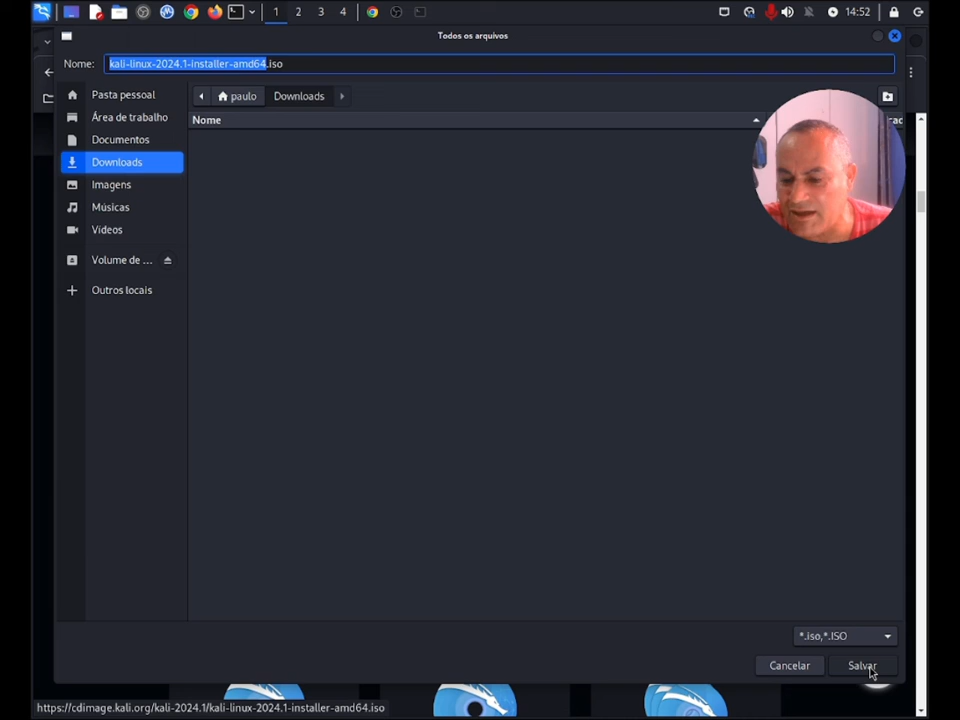 1 2 3 4 14:52
Todos os arquivos
Nome: kali-linux-2024.1-installer-amd64.iso
Pasta pessoal
Área de trabalho
Documentos
Downloads
Imagens
Músicas
Vídeos
Volume de ...
Outros locais
paulo Downloads
Nome
*.iso,*.ISO
Cancelar Salvar
https://cdimage.kali.org/kali-2024.1/kali-linux-2024.1-installer-amd64.iso